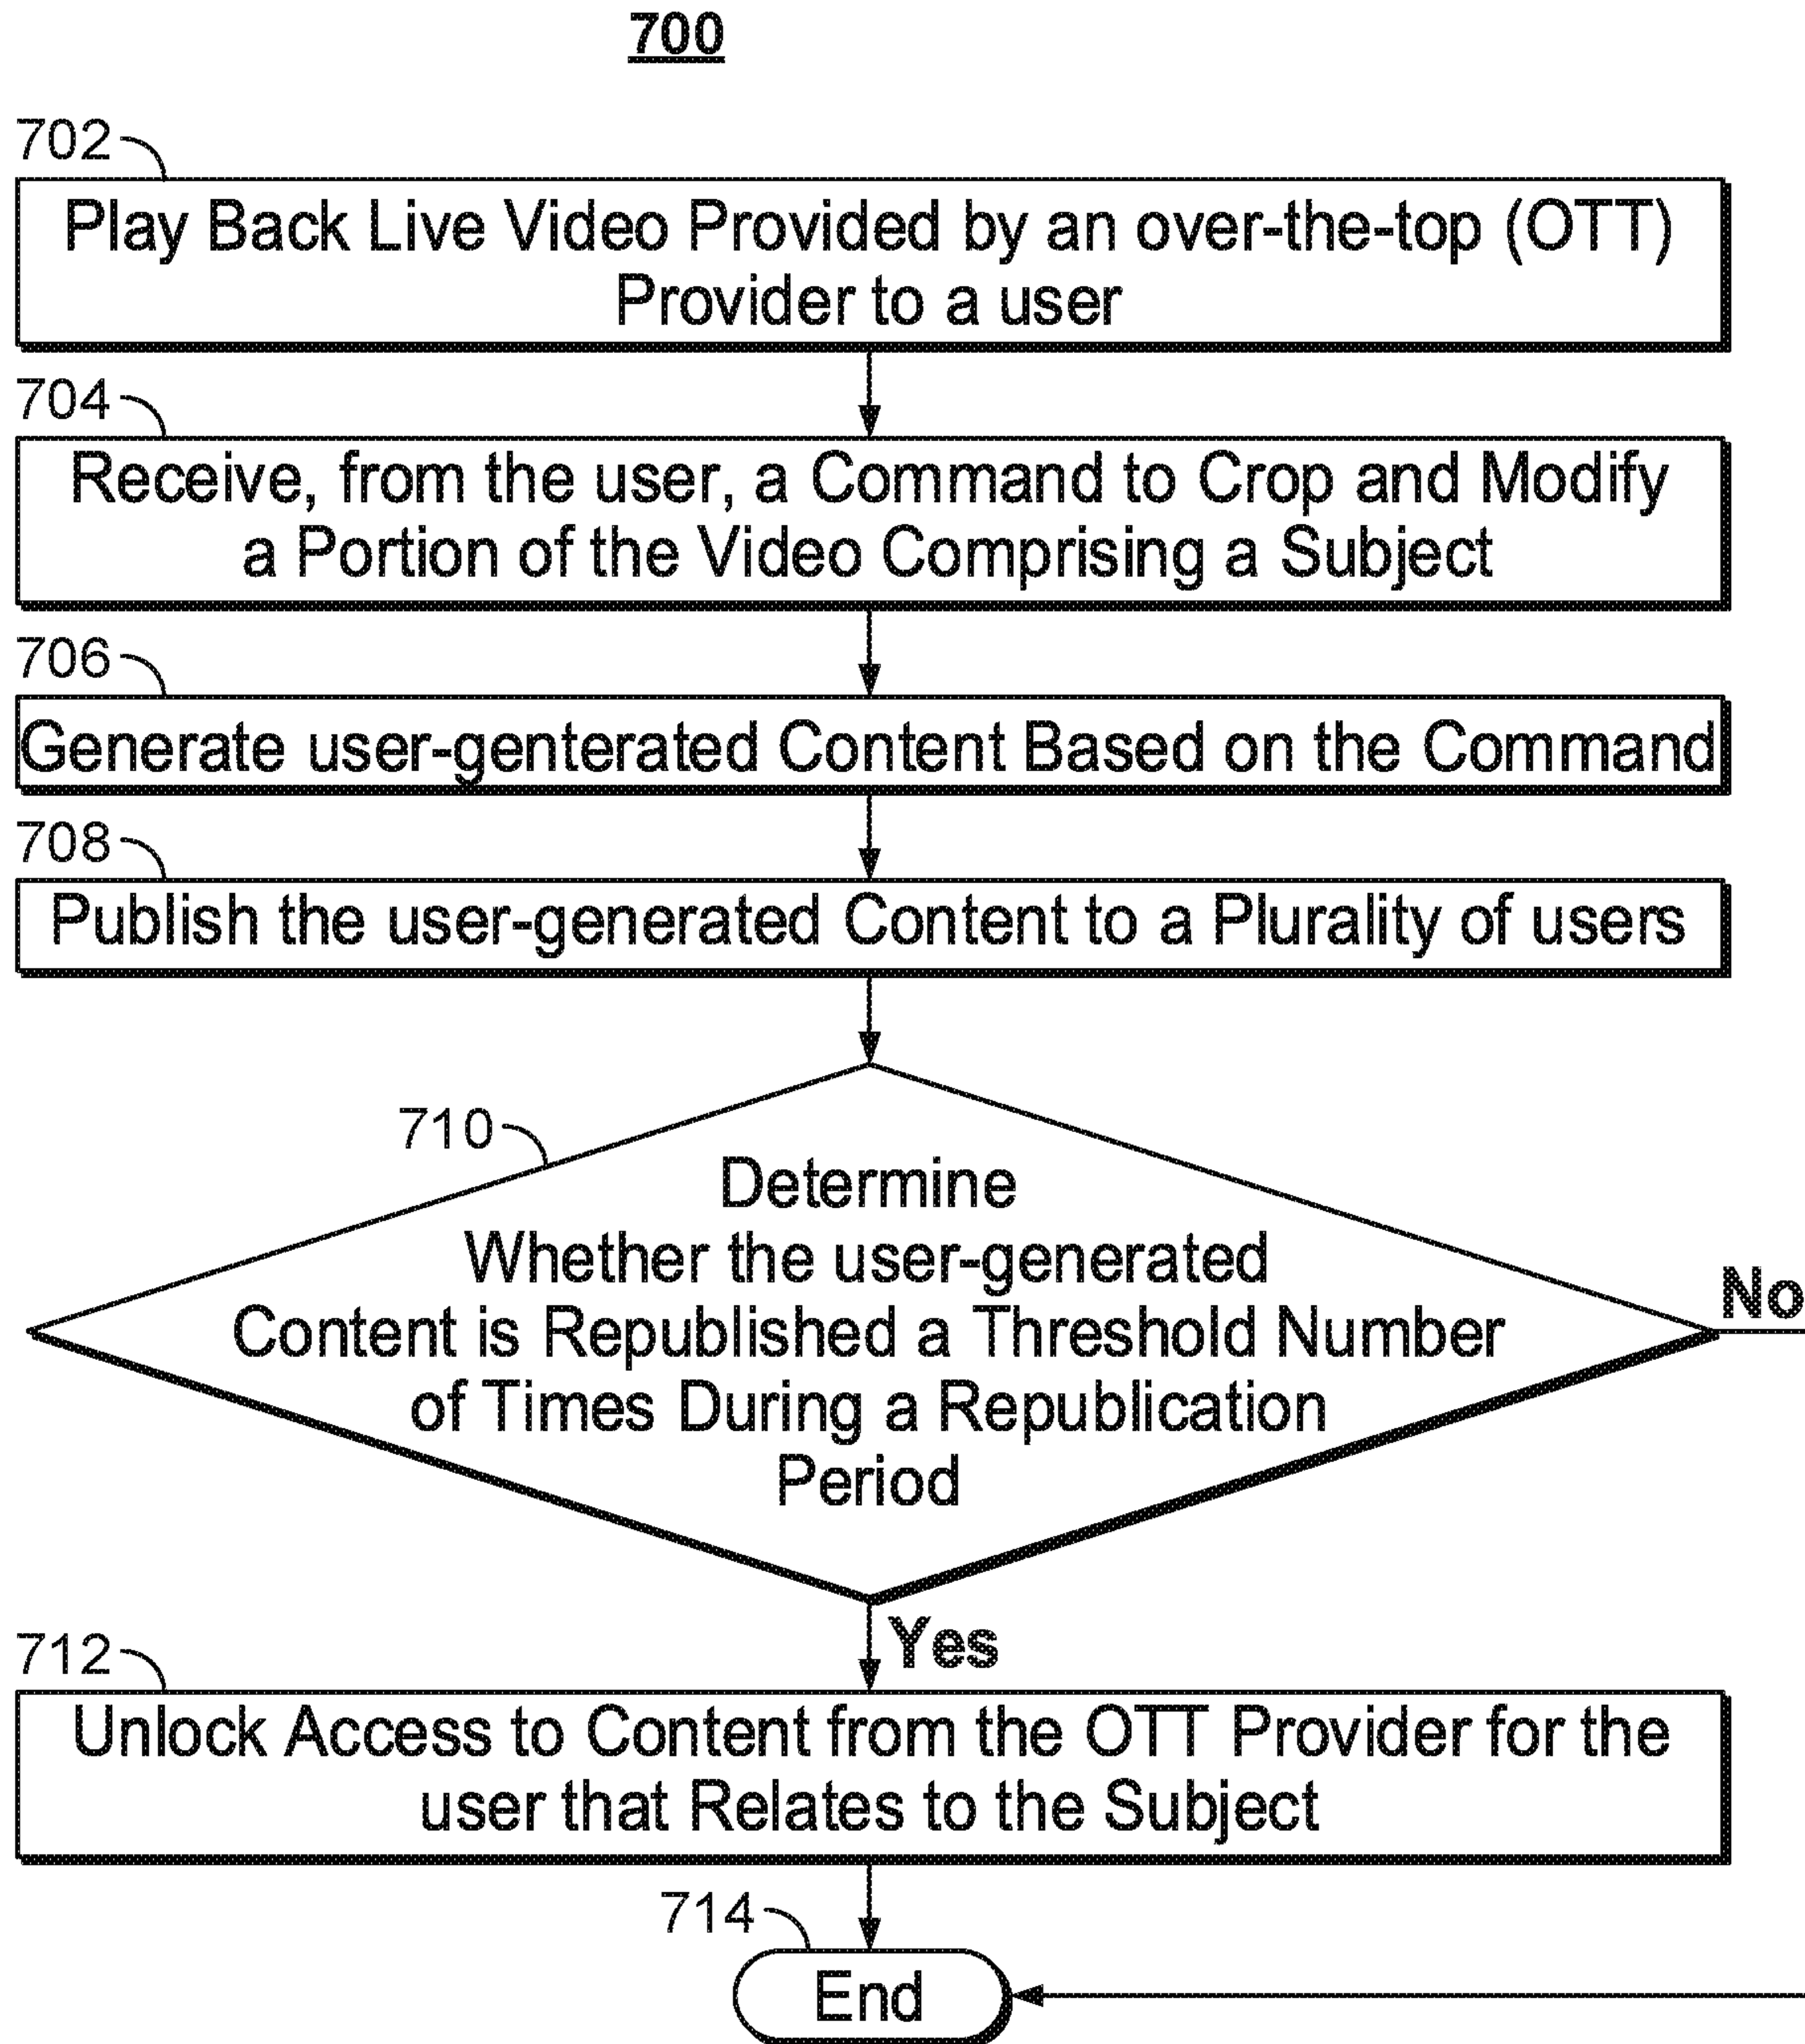 700
702
Play Back Live Video Provided by an over-the-top (OTT)
Provider to a user
704
Receive, from the user, a Command to Crop and Modify
a Portion of the Video Comprising a Subject
706
Generate user-genterated Content Based on the Command
708
Publish the user-generated Content to a Plurality of users
710
Determine
Whether the user-generated
Content is Republished a Threshold Number
of Times During a Republication
Period
No
Yes
712
Unlock Access to Content from the OTT Provider for the
user that Relates to the Subject
714
End